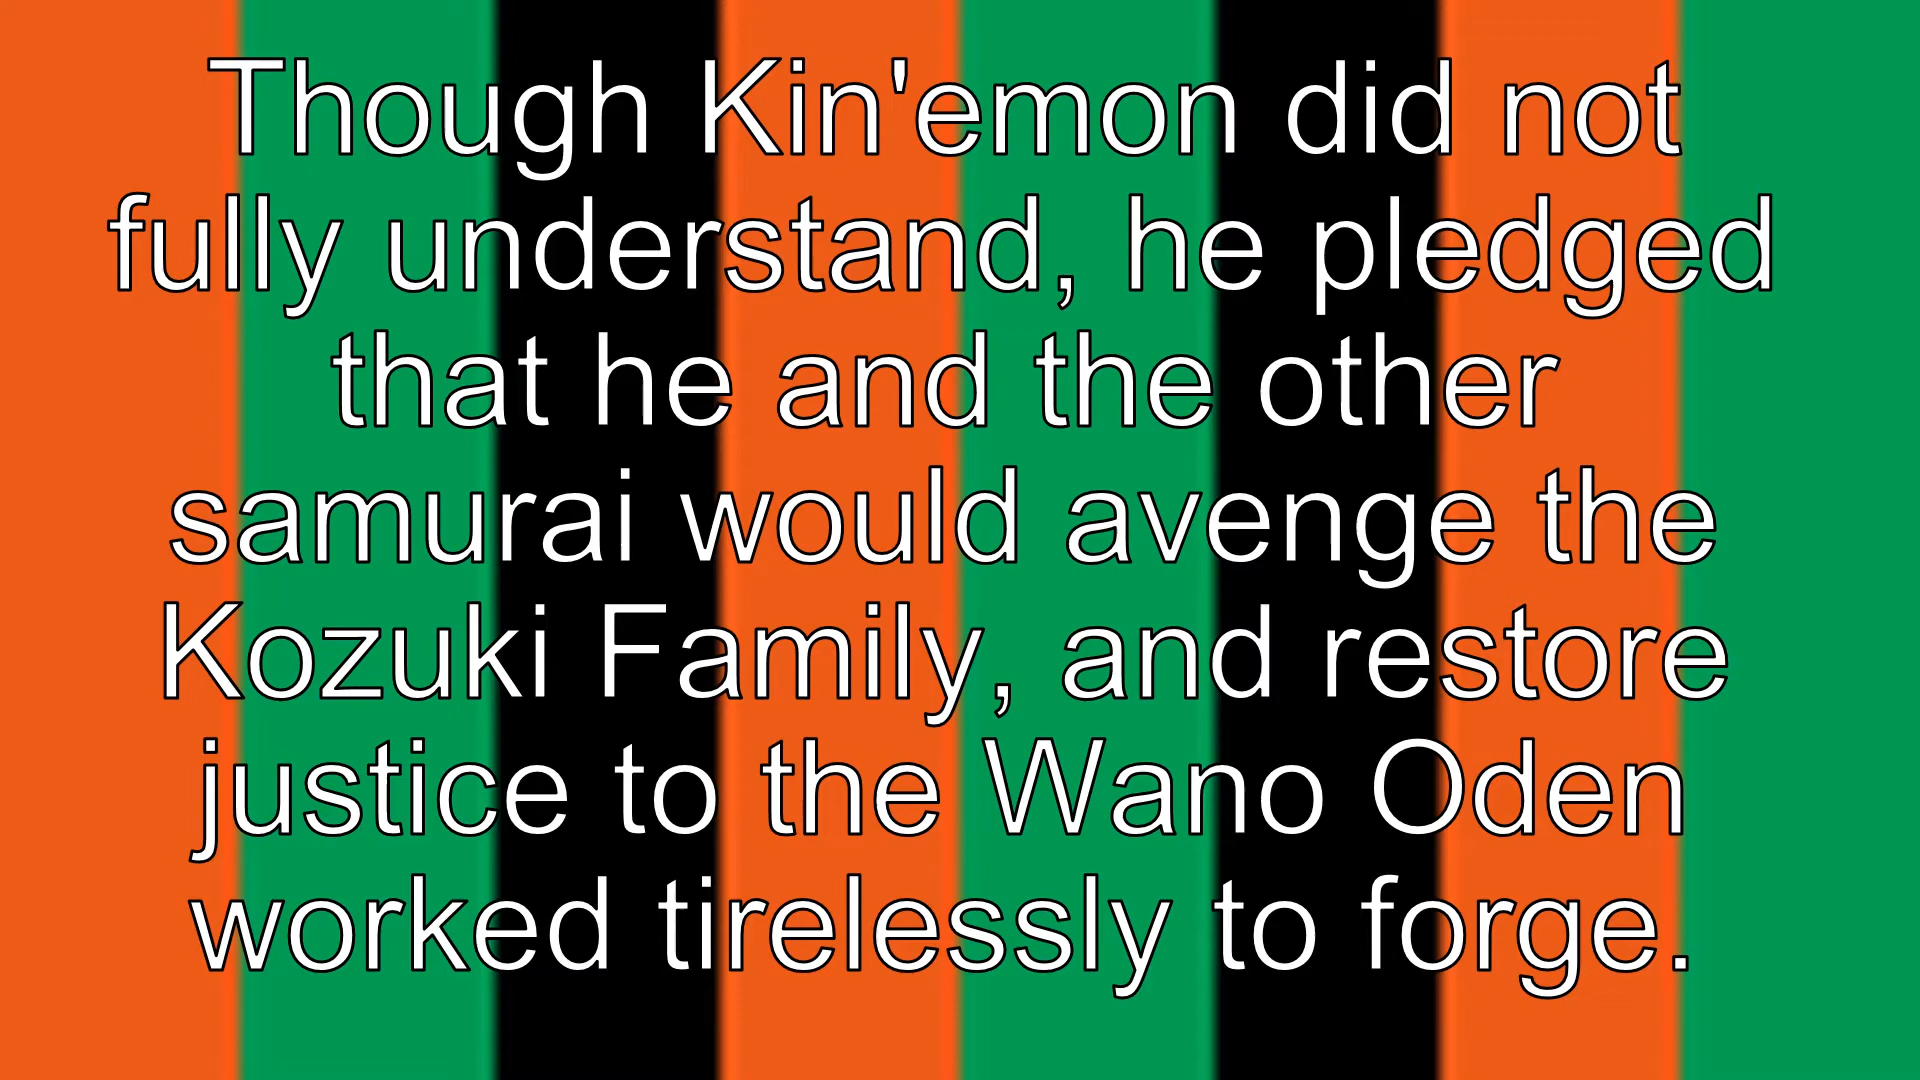 Though Kin'emon did not
fully understand, he pledged
that he and the other
samurai would avenge the
Kozuki Family, and restore
justice to the Wano Oden
worked tirelessly to forge.